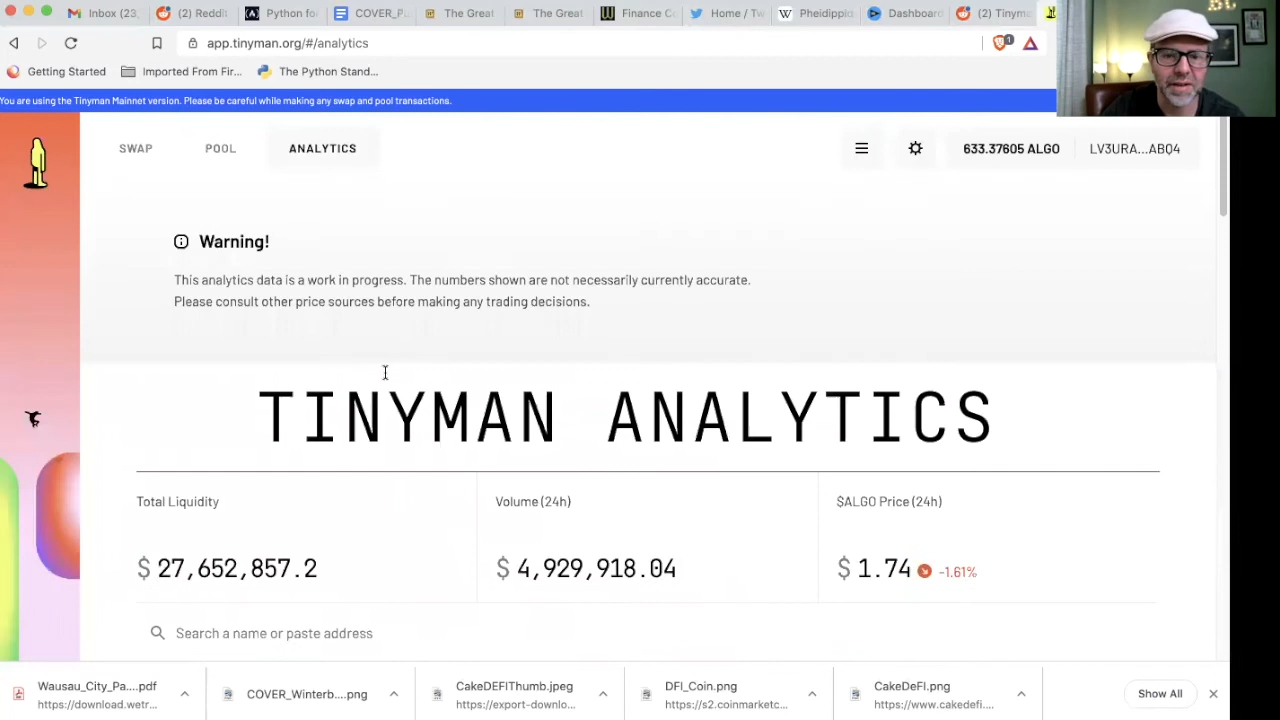 Inbox (23,
(2) Reddi
Python fo
COVER_P
The Great
The Great
Finance Co
Home / Tw
Pheidippid
Dashboard
(2) Tinym
app.tinyman.org/#/analytics
1
Getting Started
Imported From Fir...
The Python Stand...
You are using the Tinyman Mainnet version. Please be careful while making any swap and pool transactions.
SWAP
POOL
ANALYTICS
633.37605 ALGO
LV3URA...ABQ4
Warning!
This analytics data is a work in progress. The numbers shown are not necessarily currently accurate.
Please consult other price sources before making any trading decisions.
TINYMAN ANALYTICS
Total Liquidity
Volume (24h)
$ALGO Price (24h)
$ 27,652,857.2
$ 4,929,918.04
$ 1.74 -1.61%
Search a name or paste address
Wausau_City_Pa....pdf
https://download.wetr...
COVER_Winterb....png
CakeDEFIThumb.jpeg
https://export-downlo...
DFI_Coin.png
https://s2.coinmarketc...
CakeDeFI.png
https://www.cakedefi....
Show All